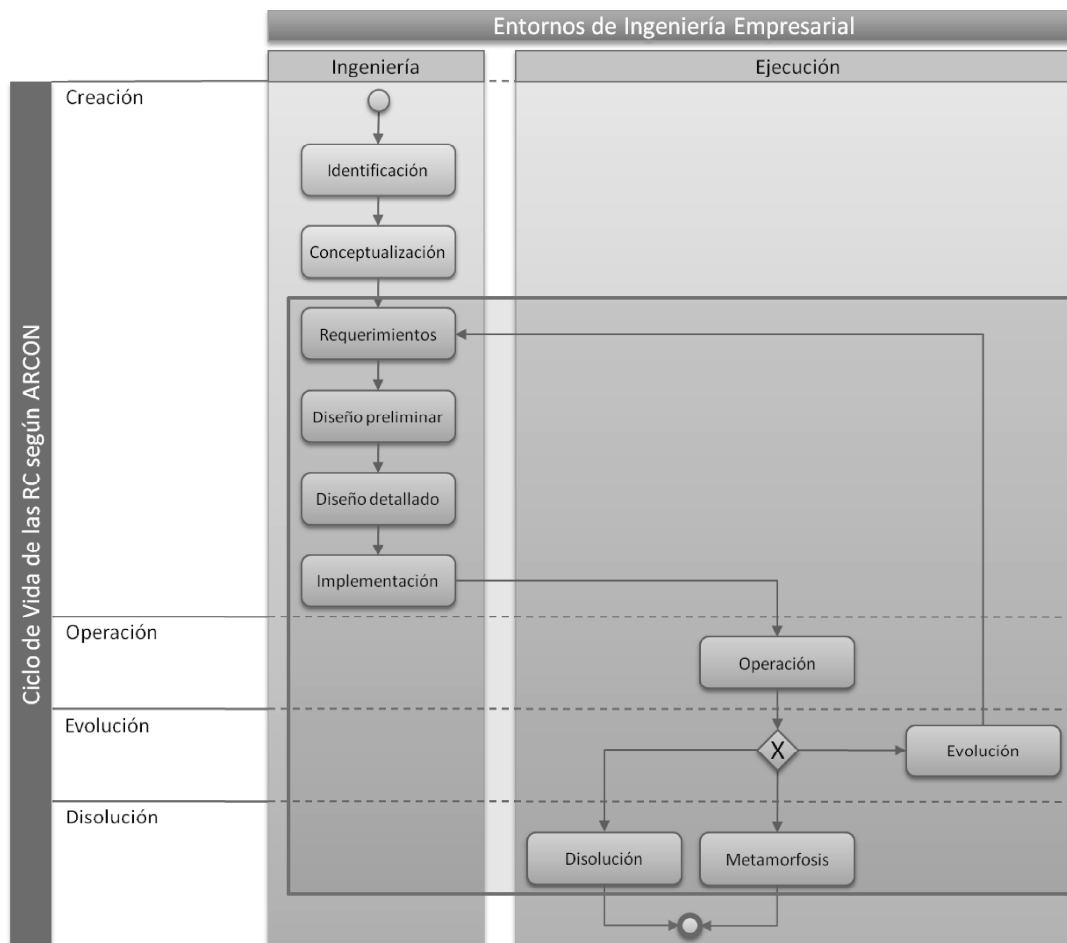 Entornos de Ingeniería Empresarial
Ingeniería
Ejecución
Ciclo de Vida de las RC según ARCON
Creación
Identificación
Conceptualización
Requerimientos
Diseño preliminar
Diseño detallado
Implementación
Operación
Operación
Evolución
X
Evolución
Disolución
Disolución
Metamorfosis